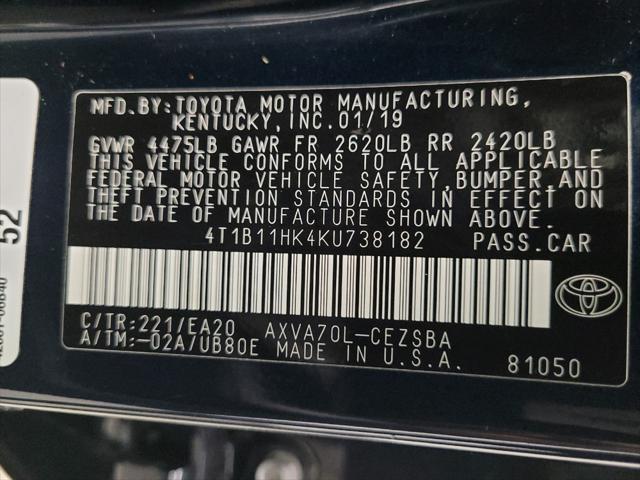 MFD.BY:TOYOTA MOTOR MANUFACTURING,
KENTUCKY,INC.01/19
GVWR 4475LB GAWR FR 2620LB RR 2420LB
THIS VEHICLE CONFORMS TO ALL APPLICABLE
FEDERAL MOTOR VEHICLE SAFETY,BUMPER,AND
THEFT PREVENTION STANDARDS IN EFFECT ON
THE DATE OF MANUFACTURE SHOWN ABOVE.
4T1B11HK4KU738182 PASS.CAR
C/TR:221/EA20 AXVA70L-CEZSBA
A/TM:-02A/UB80E MADE IN U.S.A.
81050
52